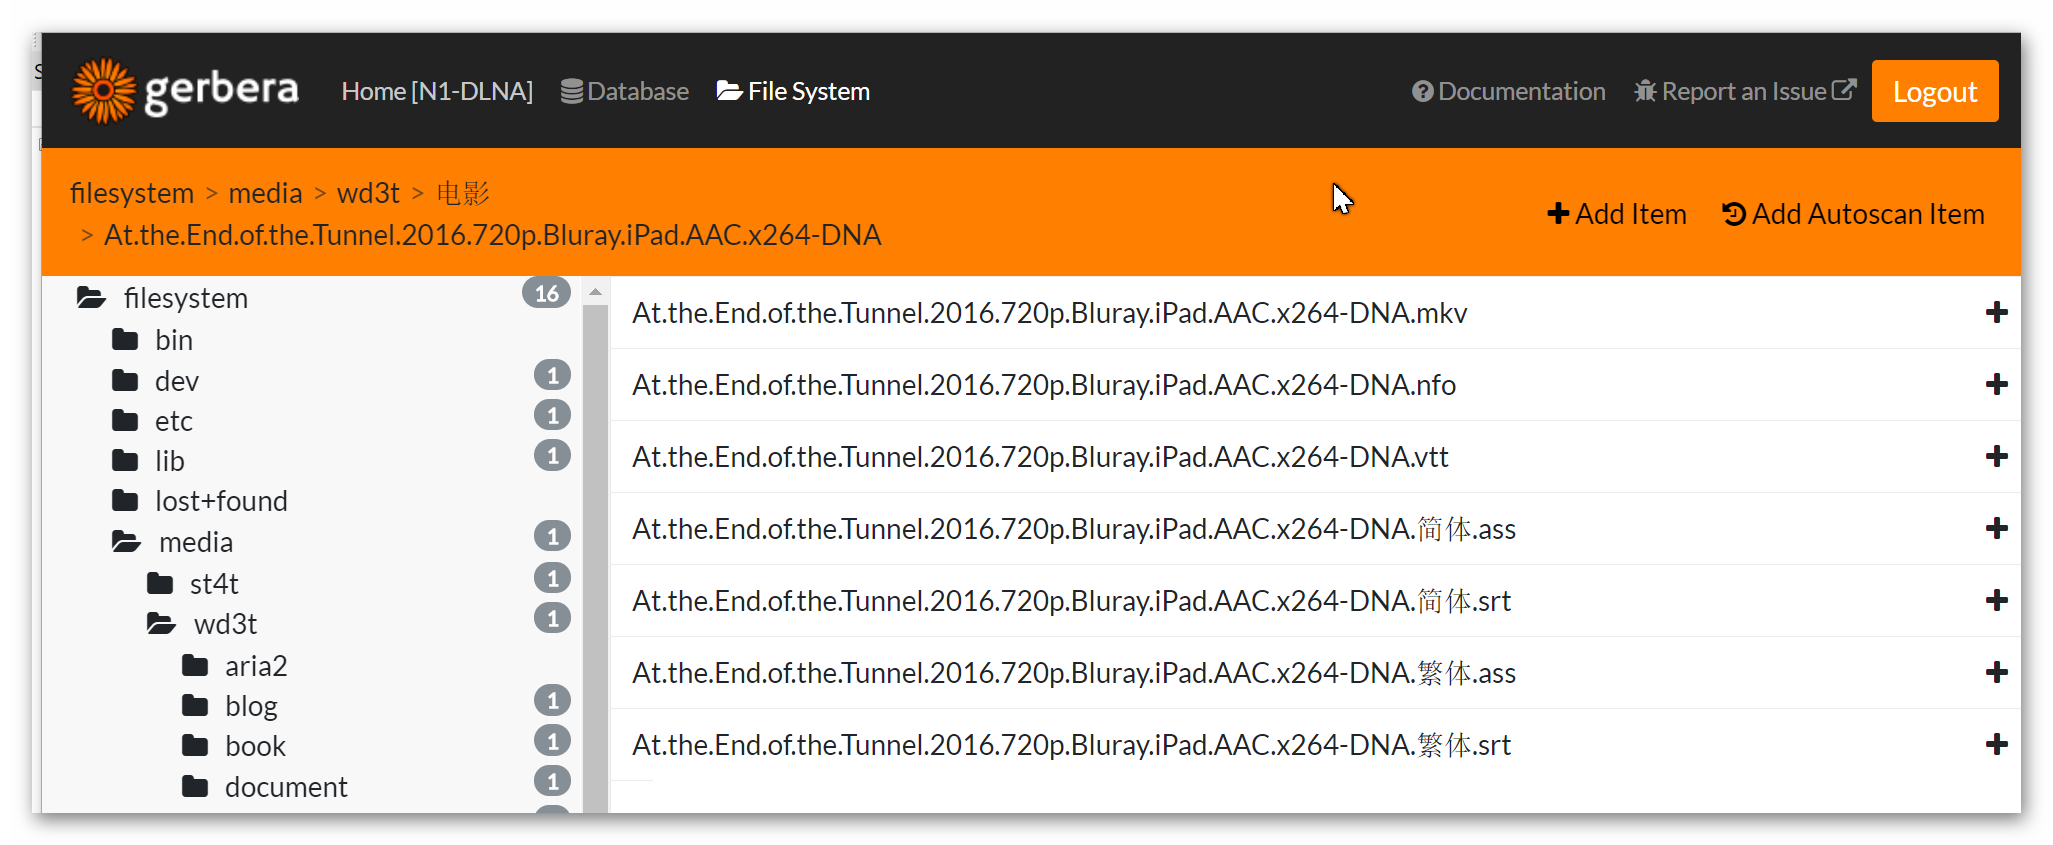 gerbera Home [N1-DLNA] Database File System Documentation Report an Issue Logout
filesystem > media > wd3t > 电影
> At.the.End.of.the.Tunnel.2016.720p.Bluray.iPad.AAC.x264-DNA
Add Item Add Autoscan Item
filesystem 16
bin
dev 1
etc 1
lib 1
lost+found
media 1
st4t 1
wd3t 1
aria2
blog 1
book 1
document 1
At.the.End.of.the.Tunnel.2016.720p.Bluray.iPad.AAC.x264-DNA.mkv
At.the.End.of.the.Tunnel.2016.720p.Bluray.iPad.AAC.x264-DNA.nfo
At.the.End.of.the.Tunnel.2016.720p.Bluray.iPad.AAC.x264-DNA.vtt
At.the.End.of.the.Tunnel.2016.720p.Bluray.iPad.AAC.x264-DNA.简体.ass
At.the.End.of.the.Tunnel.2016.720p.Bluray.iPad.AAC.x264-DNA.简体.srt
At.the.End.of.the.Tunnel.2016.720p.Bluray.iPad.AAC.x264-DNA.繁体.ass
At.the.End.of.the.Tunnel.2016.720p.Bluray.iPad.AAC.x264-DNA.繁体.srt